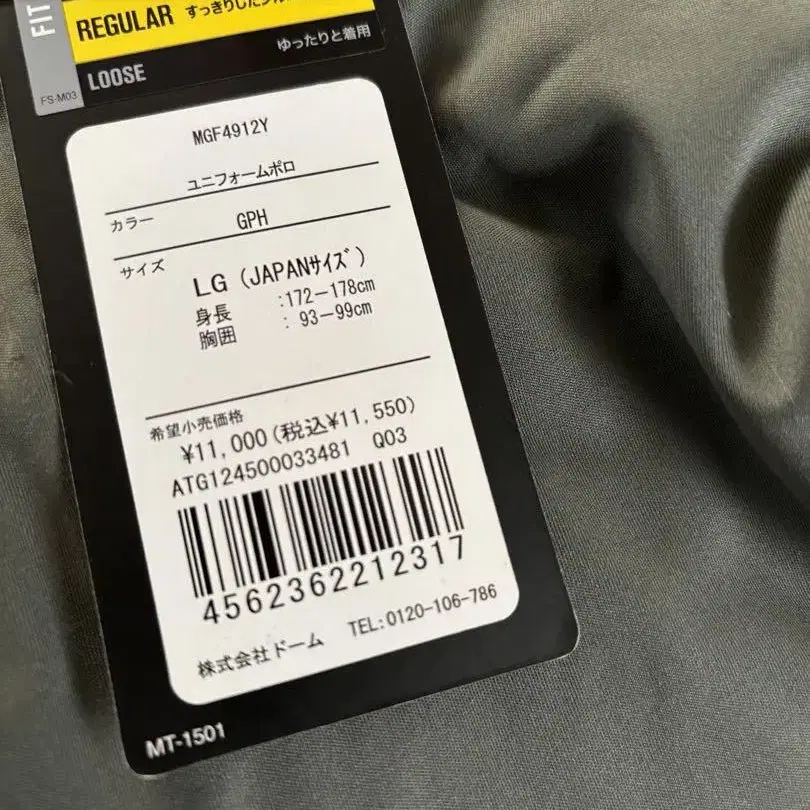 FIT
REGULAR すっきりした
ゆったりと着用
LOOSE
FS-M03
MGF4912Y
ユニフォームポロ
カラー GPH
サイズ LG (JAPANｻｲｽﾞ)
身長 :172－178cm
胸囲 : 93－99cm
希望小売価格
¥11,000(税込¥11,550)
ATG124500033481 Q03
4562362212317
株式会社ドーム TEL:0120-106-786
MT-1501